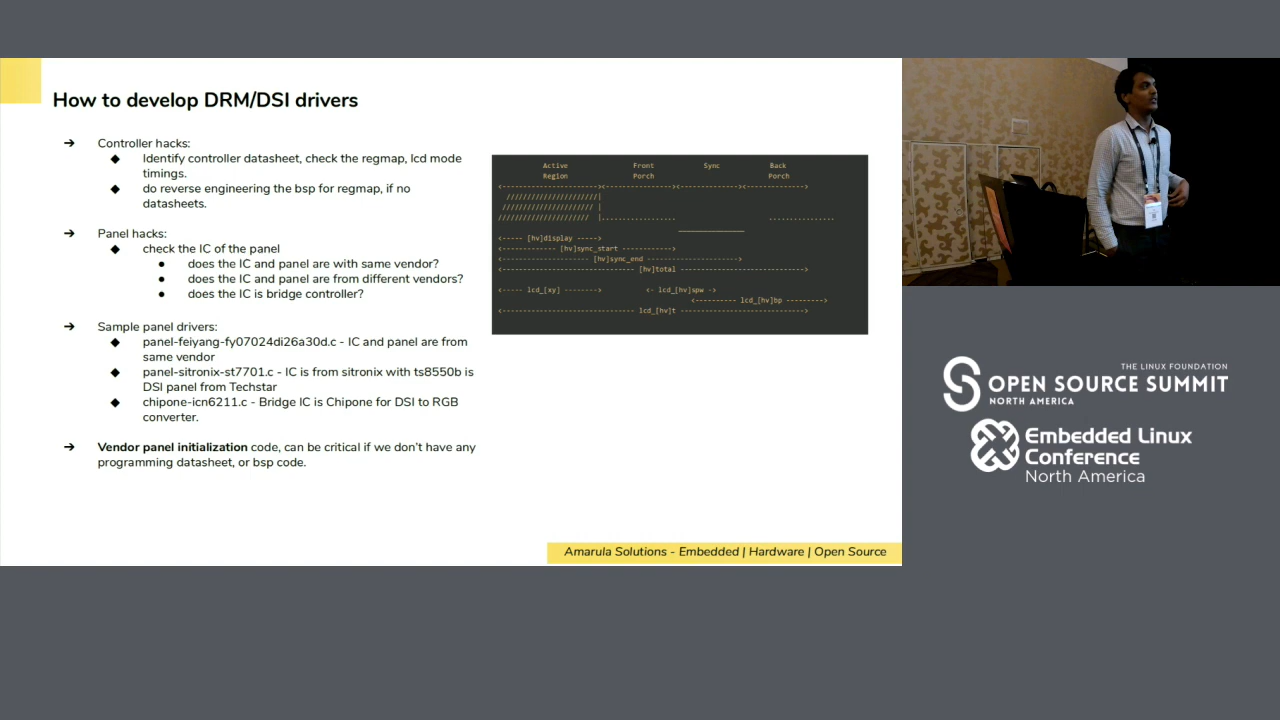 How to develop DRM/DSI drivers
➔ Controller hacks:
◆ Identify controller datasheet, check the regmap, lcd mode
timings.
◆ do reverse engineering the bsp for regmap, if no
datasheets.
➔ Panel hacks:
◆ check the IC of the panel
● does the IC and panel are with same vendor?
● does the IC and panel are from different vendors?
● does the IC is bridge controller?
➔ Sample panel drivers:
◆ panel-feiyang-fy07024di26a30d.c - IC and panel are from
same vendor
◆ panel-sitronix-st7701.c - IC is from sitronix with ts8550b is
DSI panel from Techstar
◆ chipone-icn6211.c - Bridge IC is Chipone for DSI to RGB
converter.
➔ Vendor panel initialization code, can be critical if we don't have any
programming datasheet, or bsp code.
Active Front Sync Back
Region Porch Porch
<----------------------><----------------><-------------><-------------->
//////////////////////|
////////////////////// |
////////////////////// |.................. ................
<----- [hv]display ----->
<------------ [hv]sync_start ------------>
<-------------------- [hv]sync_end --------------------->
<------------------------------- [hv]total ------------------------------>
<----- lcd_[xy] --------> <- lcd_[hv]spw ->
<---------- lcd_[hv]bp --------->
<------------------------------- lcd_[hv]t ------------------------------>
Amarula Solutions - Embedded | Hardware | Open Source
THE LINUX FOUNDATION
OPEN SOURCE SUMMIT
NORTH AMERICA
Embedded Linux
Conference
North America